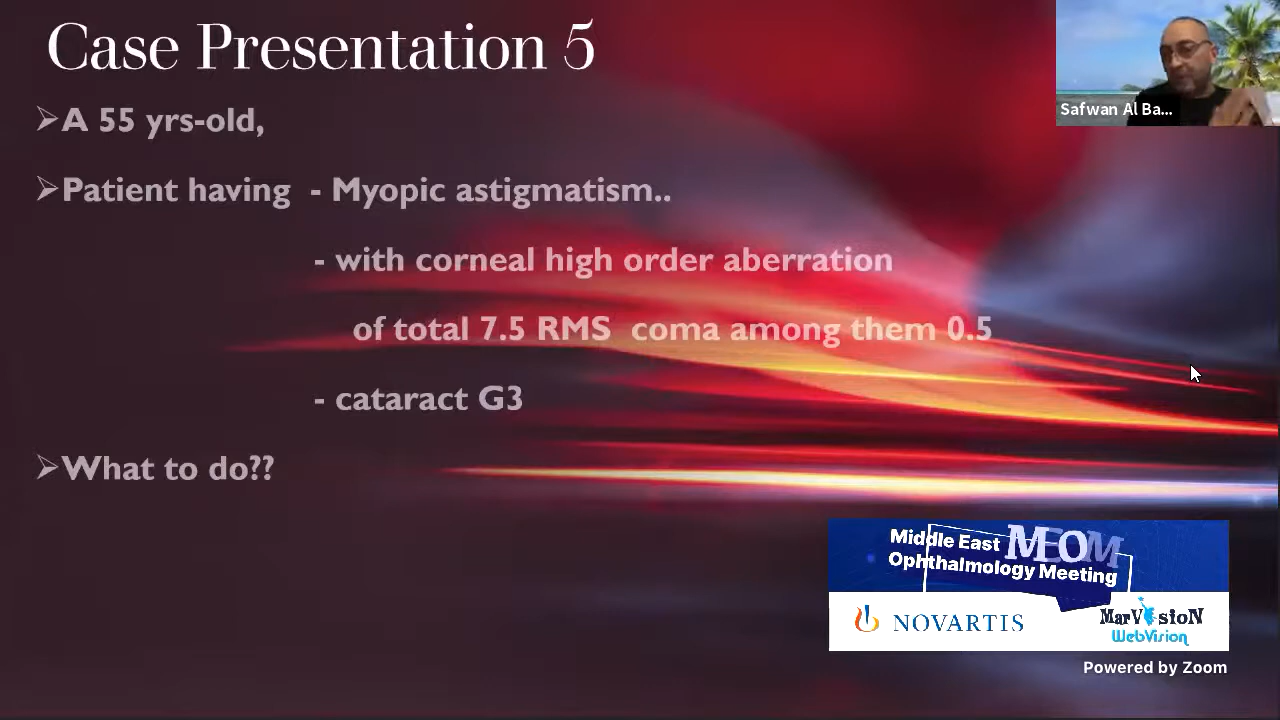 Case Presentation 5
Safwan Al Ba...
➢A 55 yrs-old,
➢Patient having - Myopic astigmatism..
- with corneal high order aberration
of total 7.5 RMS coma among them 0.5
- cataract G3
➢What to do??
Middle East MEOM
Ophthalmology Meeting
NOVARTIS
MarVisioN
WebVision
Powered by Zoom